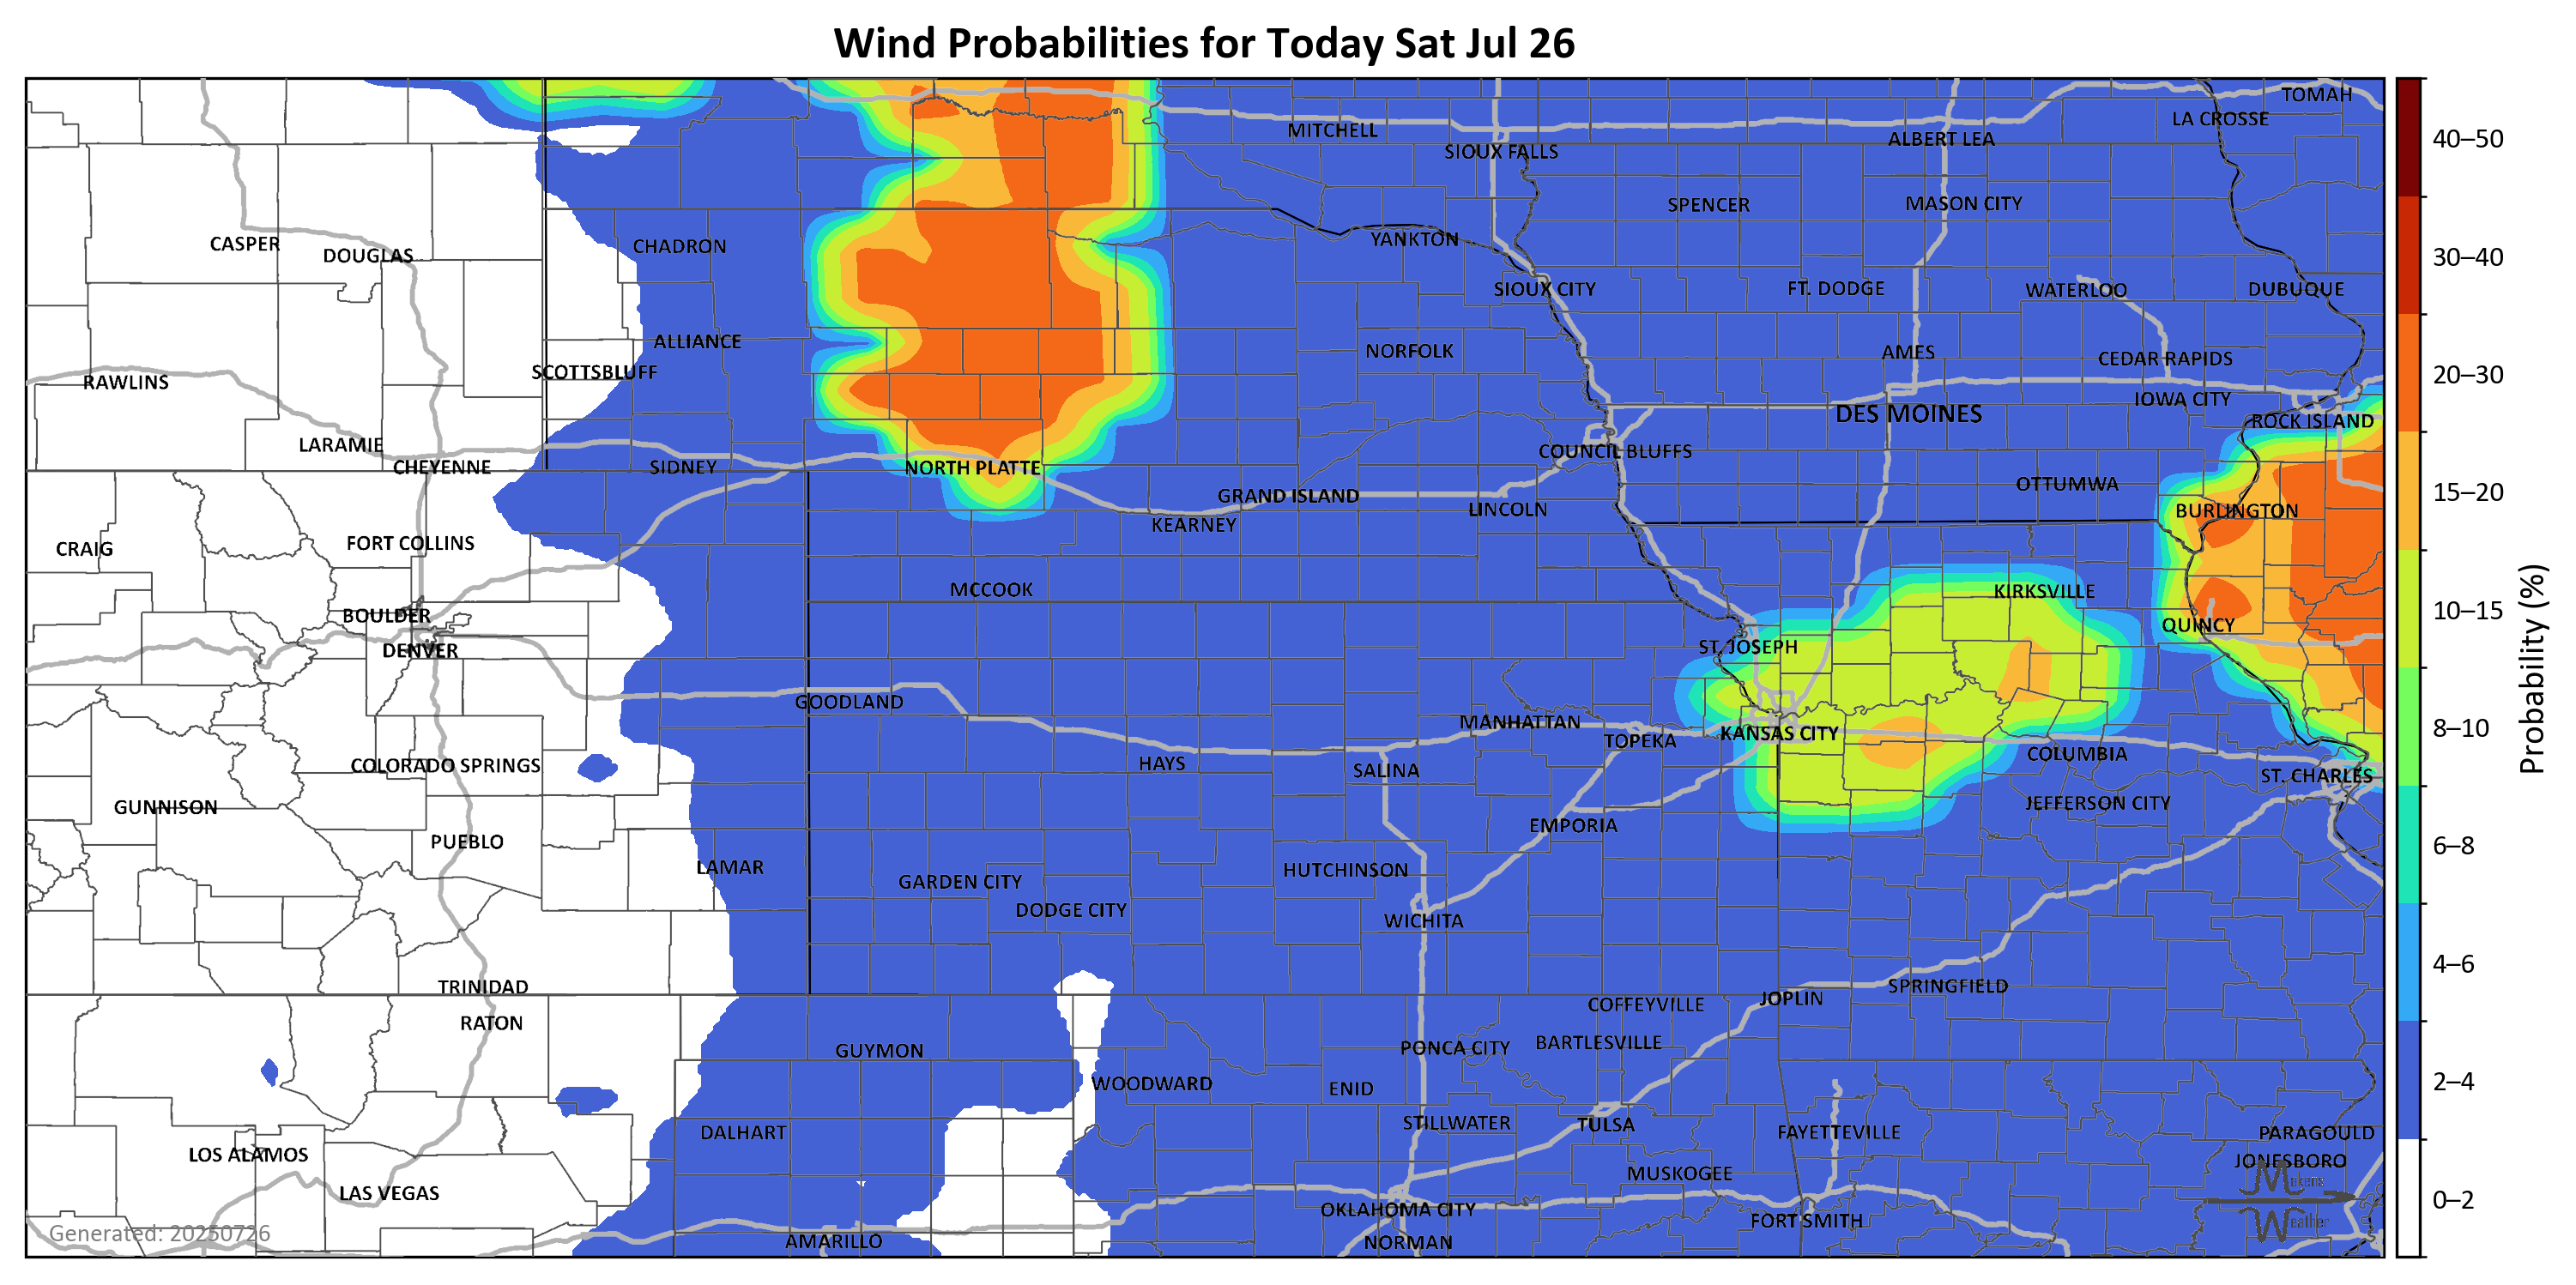 Wind Probabilities for Today Sat Jul 26
TOMAH
LA CROSSE
MITCHELL
ALBERT LEA
SIOUX FALLS
SPENCER
MASON CITY
CASPER
DOUGLAS
CHADRON
YANKTON
SIOUX CITY
FT. DODGE
WATERLOO
DUBUQUE
ALLIANCE
NORFOLK
AMES
CEDAR RAPIDS
RAWLINS
SCOTTSBLUFF
IOWA CITY
DES MOINES
ROCK ISLAND
LARAMIE
COUNCIL BLUFFS
CHEYENNE
SIDNEY
NORTH PLATTE
OTTUMWA
GRAND ISLAND
LINCOLN
BURLINGTON
KEARNEY
CRAIG
FORT COLLINS
MCCOOK
KIRKSVILLE
BOULDER
QUINCY
DENVER
ST. JOSEPH
GOODLAND
MANHATTAN
TOPEKA
KANSAS CITY
COLUMBIA
COLORADO SPRINGS
HAYS
SALINA
ST. CHARLES
GUNNISON
JEFFERSON CITY
PUEBLO
EMPORIA
LAMAR
HUTCHINSON
GARDEN CITY
DODGE CITY
WICHITA
TRINIDAD
SPRINGFIELD
JOPLIN
COFFEYVILLE
RATON
BARTLESVILLE
PONCA CITY
GUYMON
WOODWARD
ENID
STILLWATER
TULSA
DALHART
FAYETTEVILLE
PARAGOULD
LOS ALAMOS
JONESBORO
MUSKOGEE
LAS VEGAS
OKLAHOMA CITY
FORT SMITH
AMARILLO
NORMAN
Generated: 20250726
Weather
40–50
30–40
20–30
15–20
10–15
8–10
6–8
4–6
2–4
0–2
Probability (%)